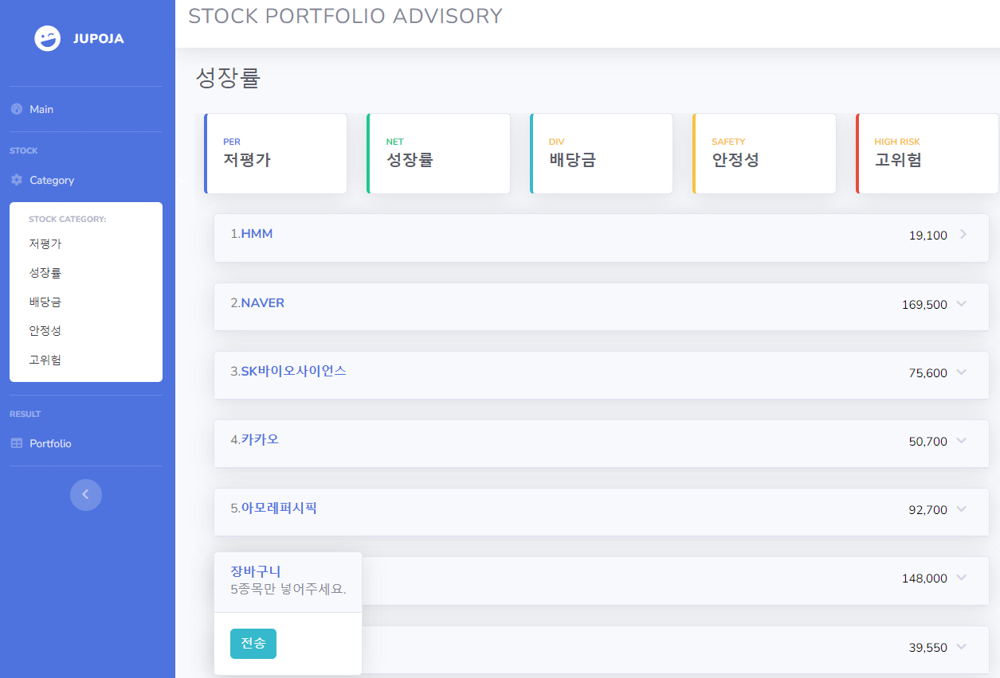 JUPOJA
Main
STOCK
Category
STOCK CATEGORY:
저평가
성장률
배당금
안정성
고위험
RESULT
Portfolio
STOCK PORTFOLIO ADVISORY
성장률
PER
저평가
NET
성장률
DIV
배당금
SAFETY
안정성
HIGH RISK
고위험
1.HMM 19,100
2.NAVER 169,500
3.SK바이오사이언스 75,600
4.카카오 50,700
5.아모레퍼시픽 92,700
148,000
39,550
장바구니
5종목만 넣어주세요.
전송